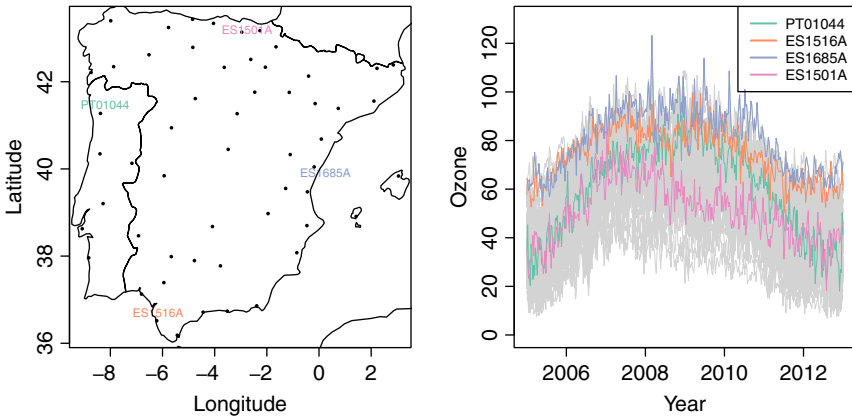 ES1501A
PT01044
ES1685A
ES1516A
36 38 40 42
Latitude
−8 −6 −4 −2 0 2
Longitude
PT01044
ES1516A
ES1685A
ES1501A
0 20 40 60 80 100 120
Ozone
2006 2008 2010 2012
Year